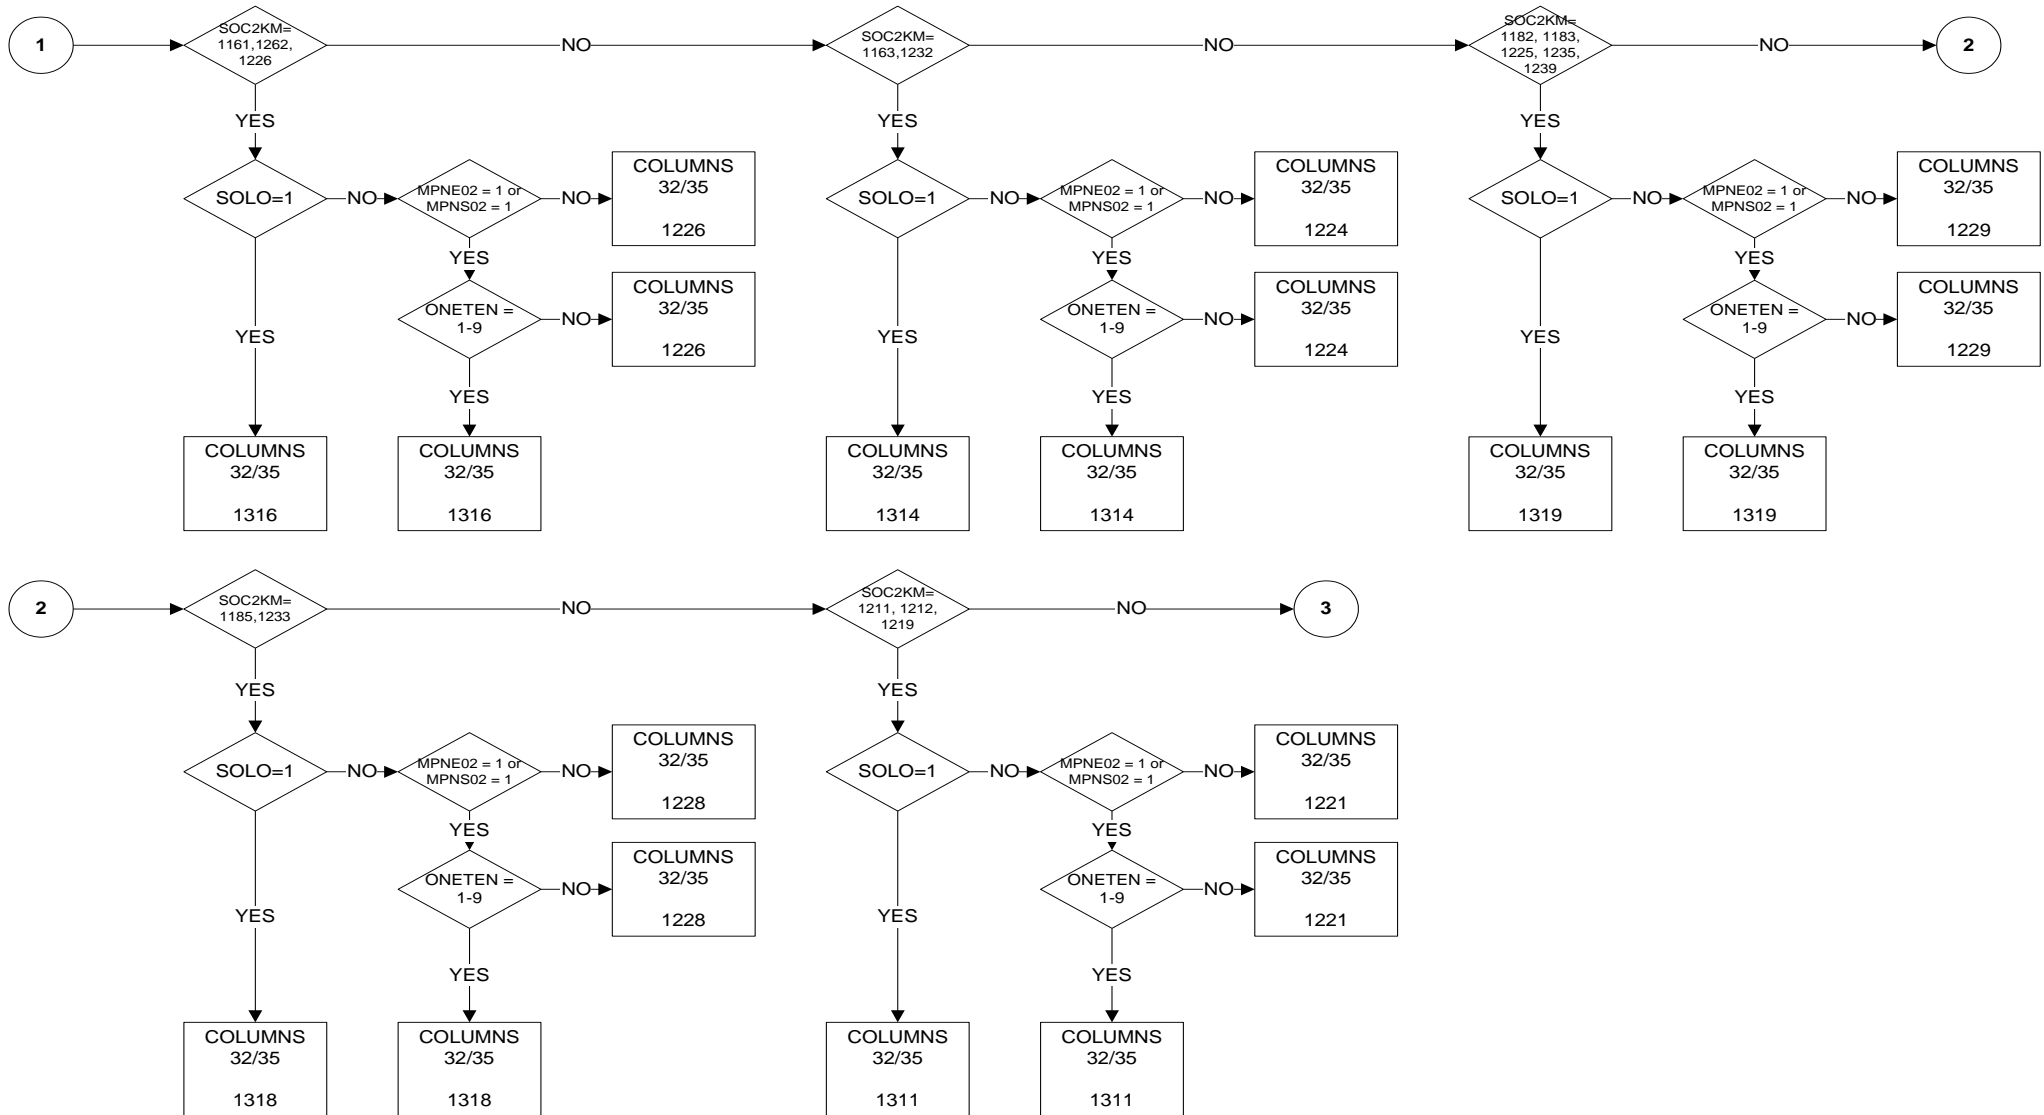 1
SOC2KM=
1161,1262,
1226
NO
SOC2KM=
1163,1232
NO
SOC2KM=
1182, 1183,
1225, 1235,
1239
NO
2
YES
YES
YES
SOLO=1
NO
MPNE02 = 1 or
MPNS02 = 1
NO
COLUMNS
32/35
1226
SOLO=1
NO
MPNE02 = 1 or
MPNS02 = 1
NO
COLUMNS
32/35
1224
SOLO=1
NO
MPNE02 = 1 or
MPNS02 = 1
NO
COLUMNS
32/35
1229
YES
YES
YES
YES
ONETEN =
1-9
NO
COLUMNS
32/35
1226
YES
ONETEN =
1-9
NO
COLUMNS
32/35
1224
YES
ONETEN =
1-9
NO
COLUMNS
32/35
1229
YES
YES
YES
COLUMNS
32/35
1316
COLUMNS
32/35
1316
COLUMNS
32/35
1314
COLUMNS
32/35
1314
COLUMNS
32/35
1319
COLUMNS
32/35
1319
2
SOC2KM=
1185,1233
NO
SOC2KM=
1211, 1212,
1219
NO
3
YES
YES
SOLO=1
NO
MPNE02 = 1 or
MPNS02 = 1
NO
COLUMNS
32/35
1228
SOLO=1
NO
MPNE02 = 1 or
MPNS02 = 1
NO
COLUMNS
32/35
1221
YES
YES
YES
ONETEN =
1-9
NO
COLUMNS
32/35
1228
YES
ONETEN =
1-9
NO
COLUMNS
32/35
1221
YES
YES
COLUMNS
32/35
1318
COLUMNS
32/35
1318
COLUMNS
32/35
1311
COLUMNS
32/35
1311